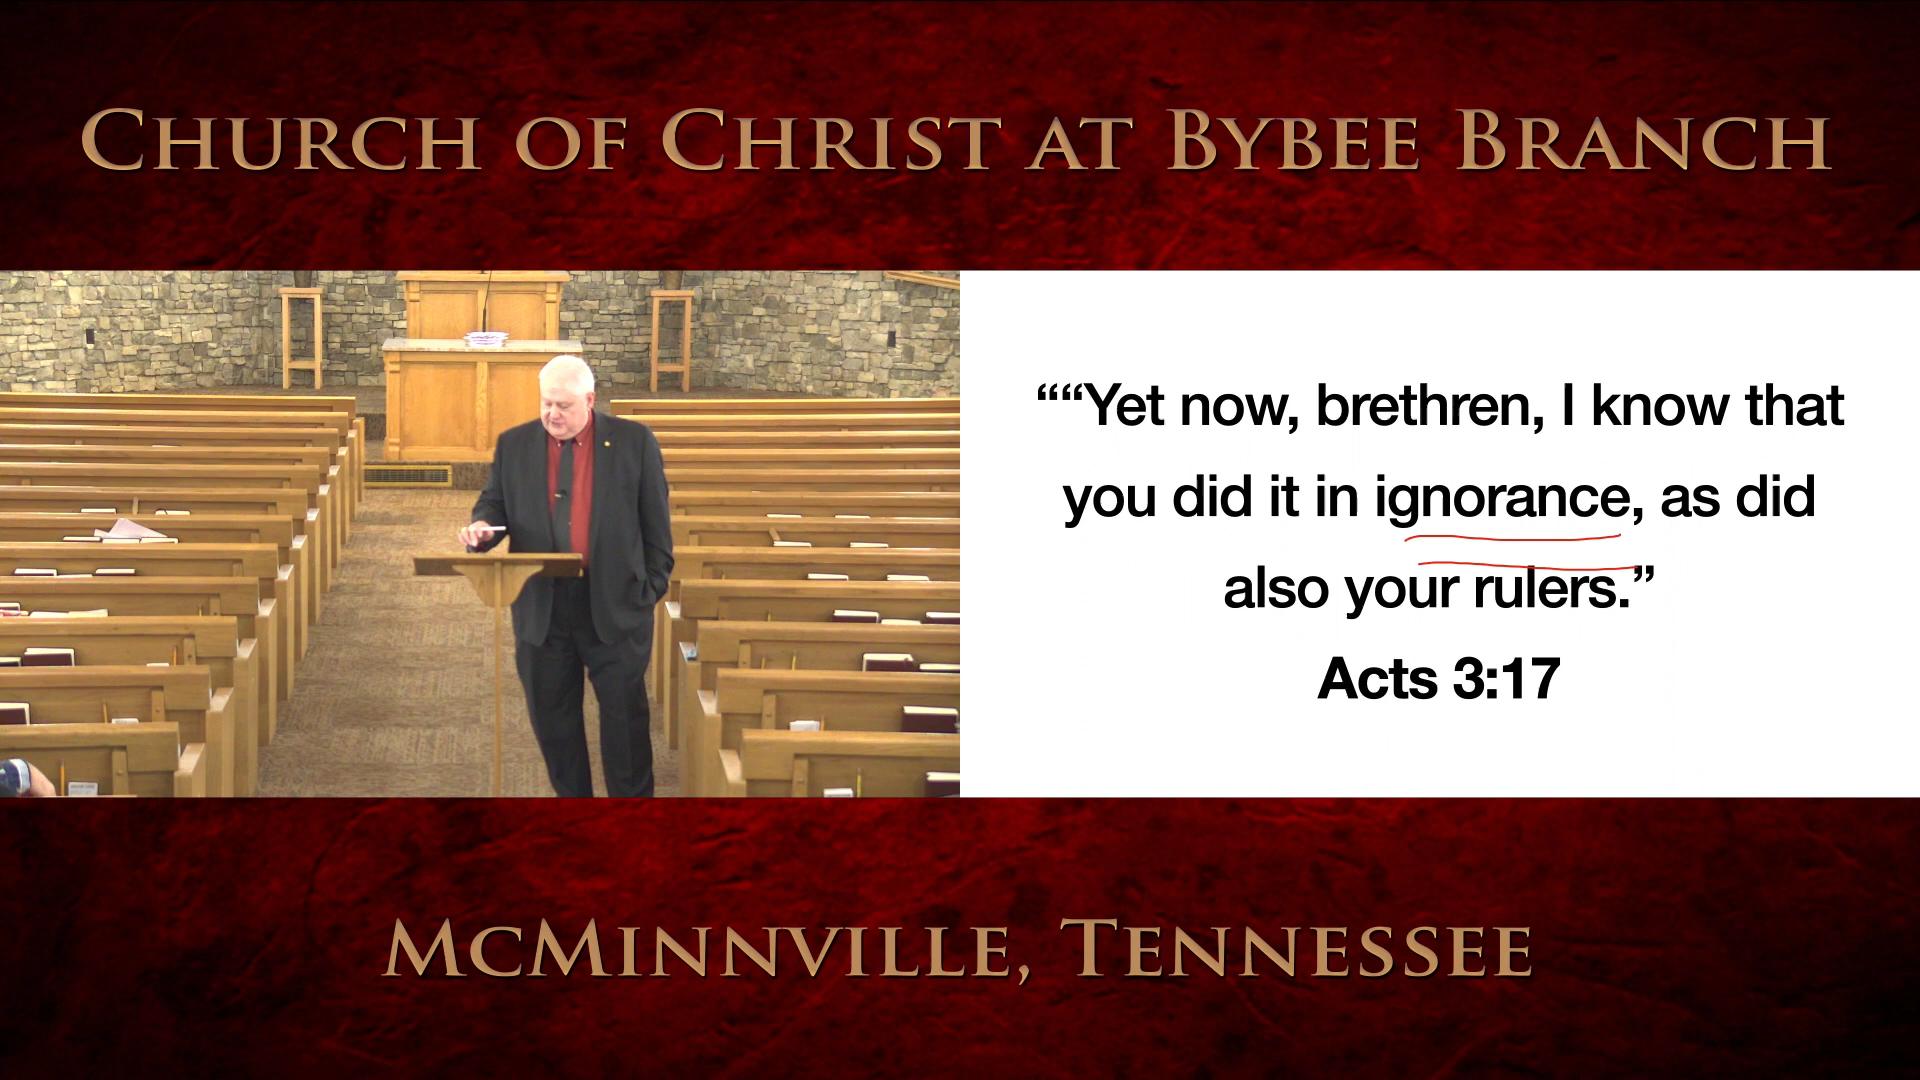 CHURCH OF CHRIST AT BYBEE BRANCH
““Yet now, brethren, I know that
you did it in ignorance, as did
also your rulers.”
Acts 3:17
MCMINNVILLE, TENNESSEE